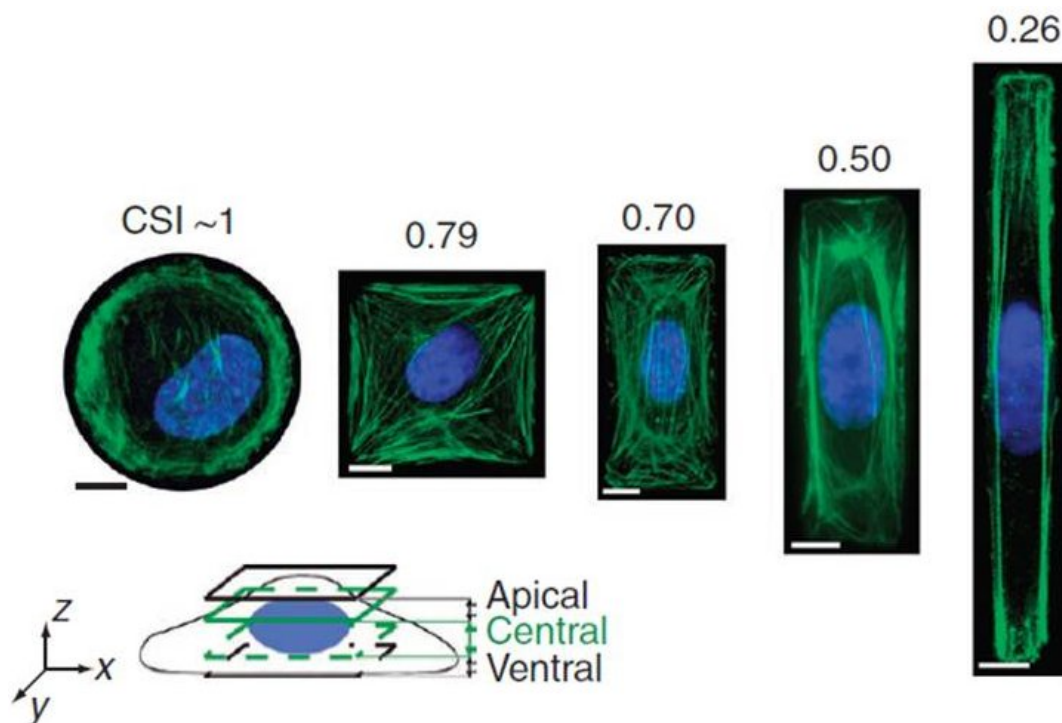 0.26
0.50
CSI ~1
0.79
0.70
Apical
Central
Ventral
z
x
y